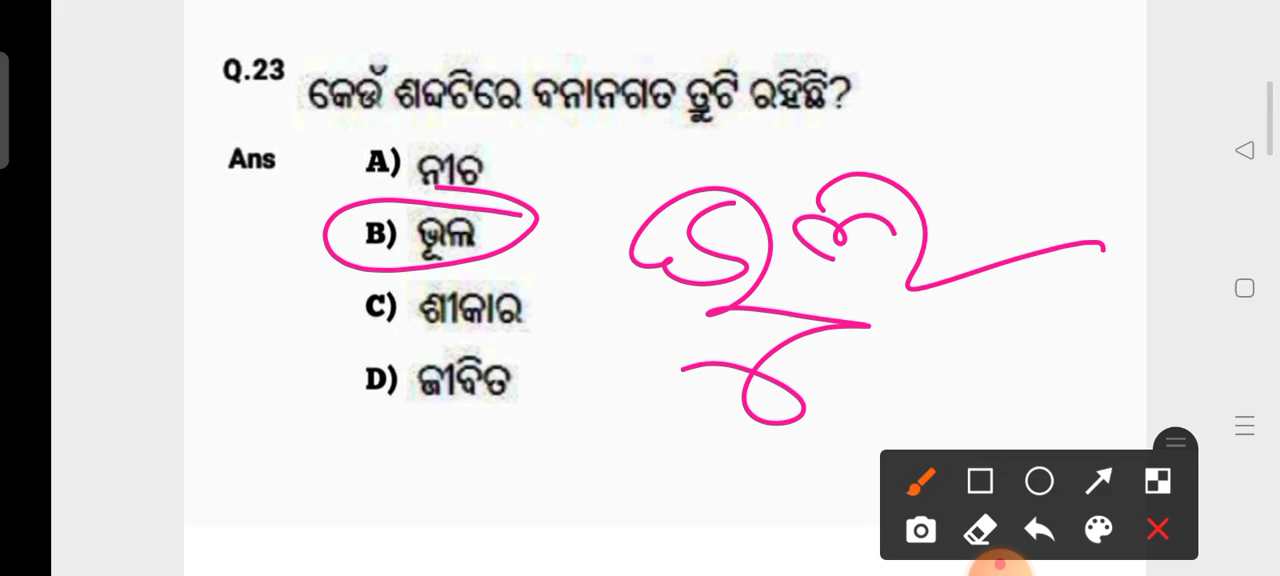 Q.23 କେଉଁ ଶବ୍ଦଟିରେ ବନାନଗତ ତ୍ରୁଟି ରହିଛି?
Ans A) ନୀଚ
B) ଭୂଲ
C) ଶୀକାର
D) ଜୀବିତ